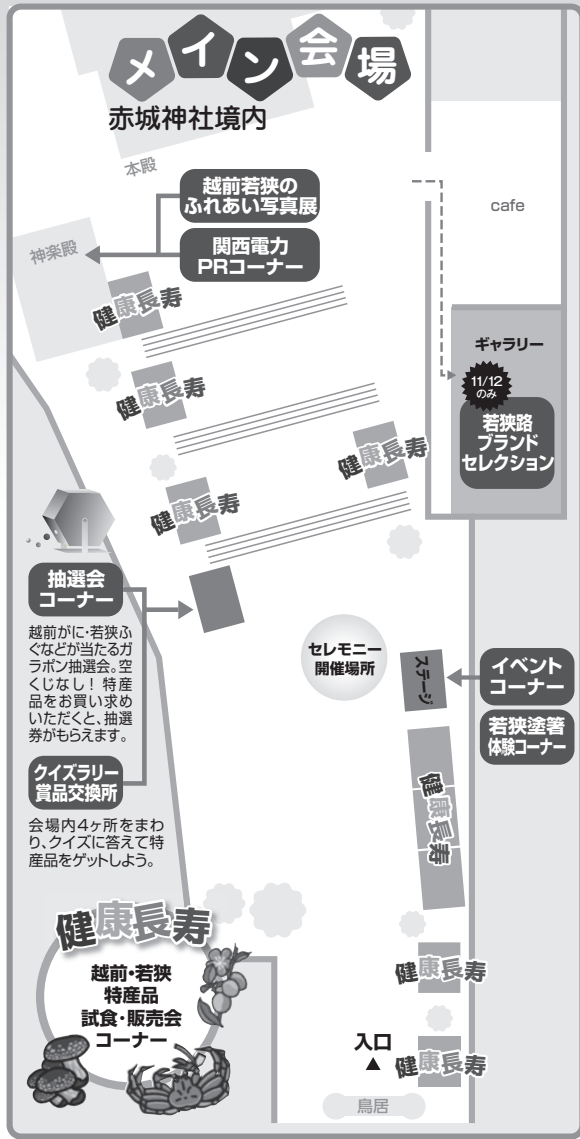 メイン会場
赤城神社境内
本殿
越前若狭の
ふれあい写真展
神楽殿
関西電力
PRコーナー
cafe
健康長寿
ギャラリー
11/12
のみ
若狭路
ブランド
セレクション
健康長寿
健康長寿
健康長寿
抽選会
コーナー
越前がに・若狭ふ
ぐなどが当たるガ
ラポン抽選会。空
くじなし！特産
品をお買い求め
いただくと、抽選
券がもらえます。
クイズラリー
賞品交換所
会場内4ヶ所をまわ
り、クイズに答えて特
産品をゲットしよう。
セレモニー
開催場所
ステージ
イベント
コーナー
若狭塗箸
体験コーナー
健康長寿
健康長寿
越前・若狭
特産品
試食・販売会
コーナー
健康長寿
入口
▲
健康長寿
鳥居